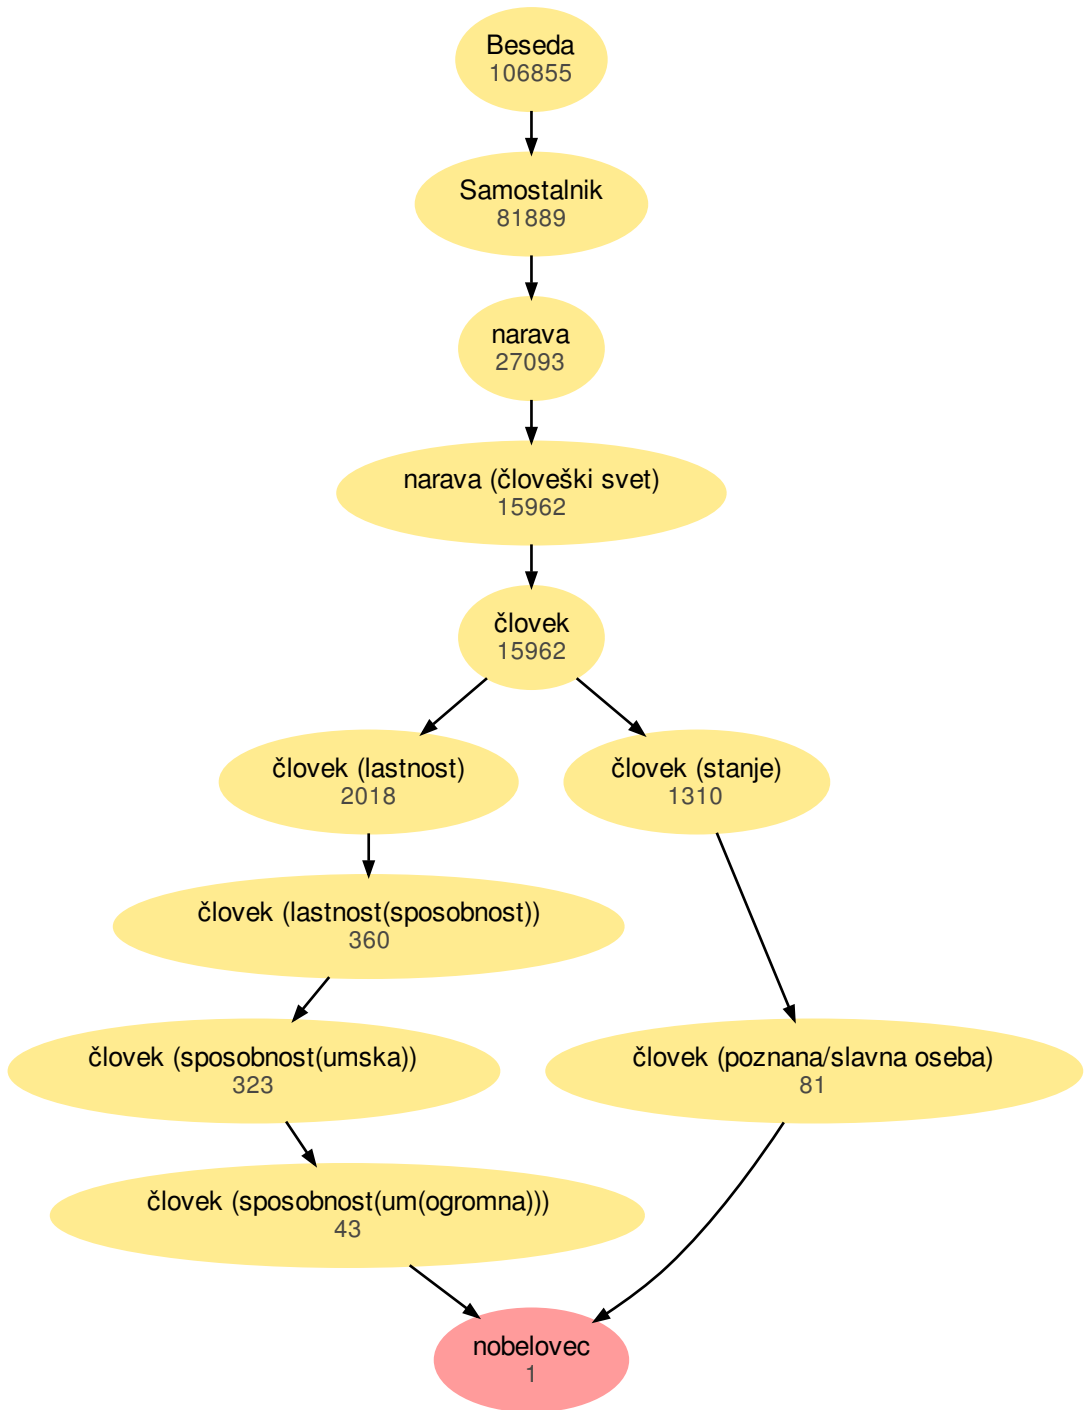 Beseda
106855
Samostalnik
81889
narava
27093
narava (človeški svet)
15962
človek
15962
človek (lastnost)
2018
človek (stanje)
1310
človek (lastnost(sposobnost))
360
človek (sposobnost(umska))
323
človek (poznana/slavna oseba)
81
človek (sposobnost(um(ogromna)))
43
nobelovec
1